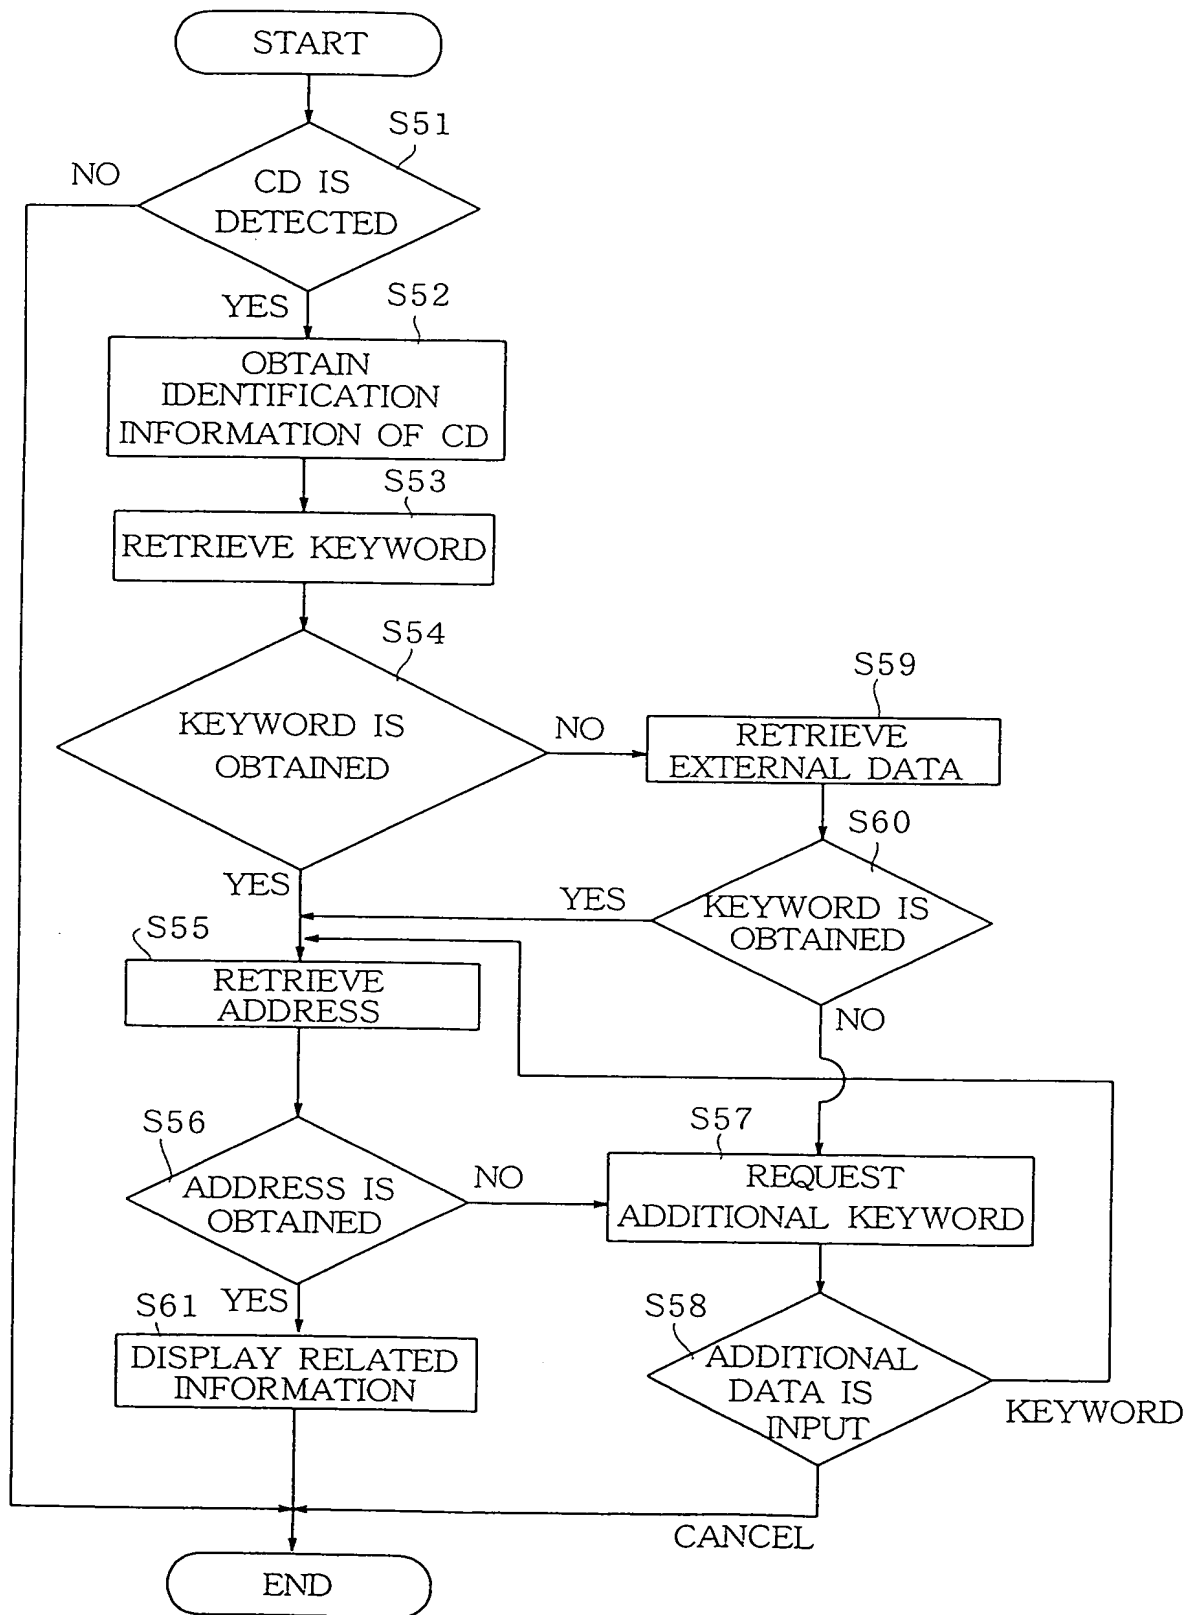 START
S51
NO
CD IS
DETECTED
YES
S52
OBTAIN
IDENTIFICATION
INFORMATION OF CD
S53
RETRIEVE KEYWORD
S54
KEYWORD IS
OBTAINED
NO
S59
RETRIEVE
EXTERNAL DATA
S60
YES
YES
KEYWORD IS
OBTAINED
S55
RETRIEVE
ADDRESS
NO
S56
ADDRESS IS
OBTAINED
NO
S57
REQUEST
ADDITIONAL KEYWORD
YES
S61
DISPLAY RELATED
INFORMATION
S58
ADDITIONAL
DATA IS
INPUT
KEYWORD
CANCEL
END